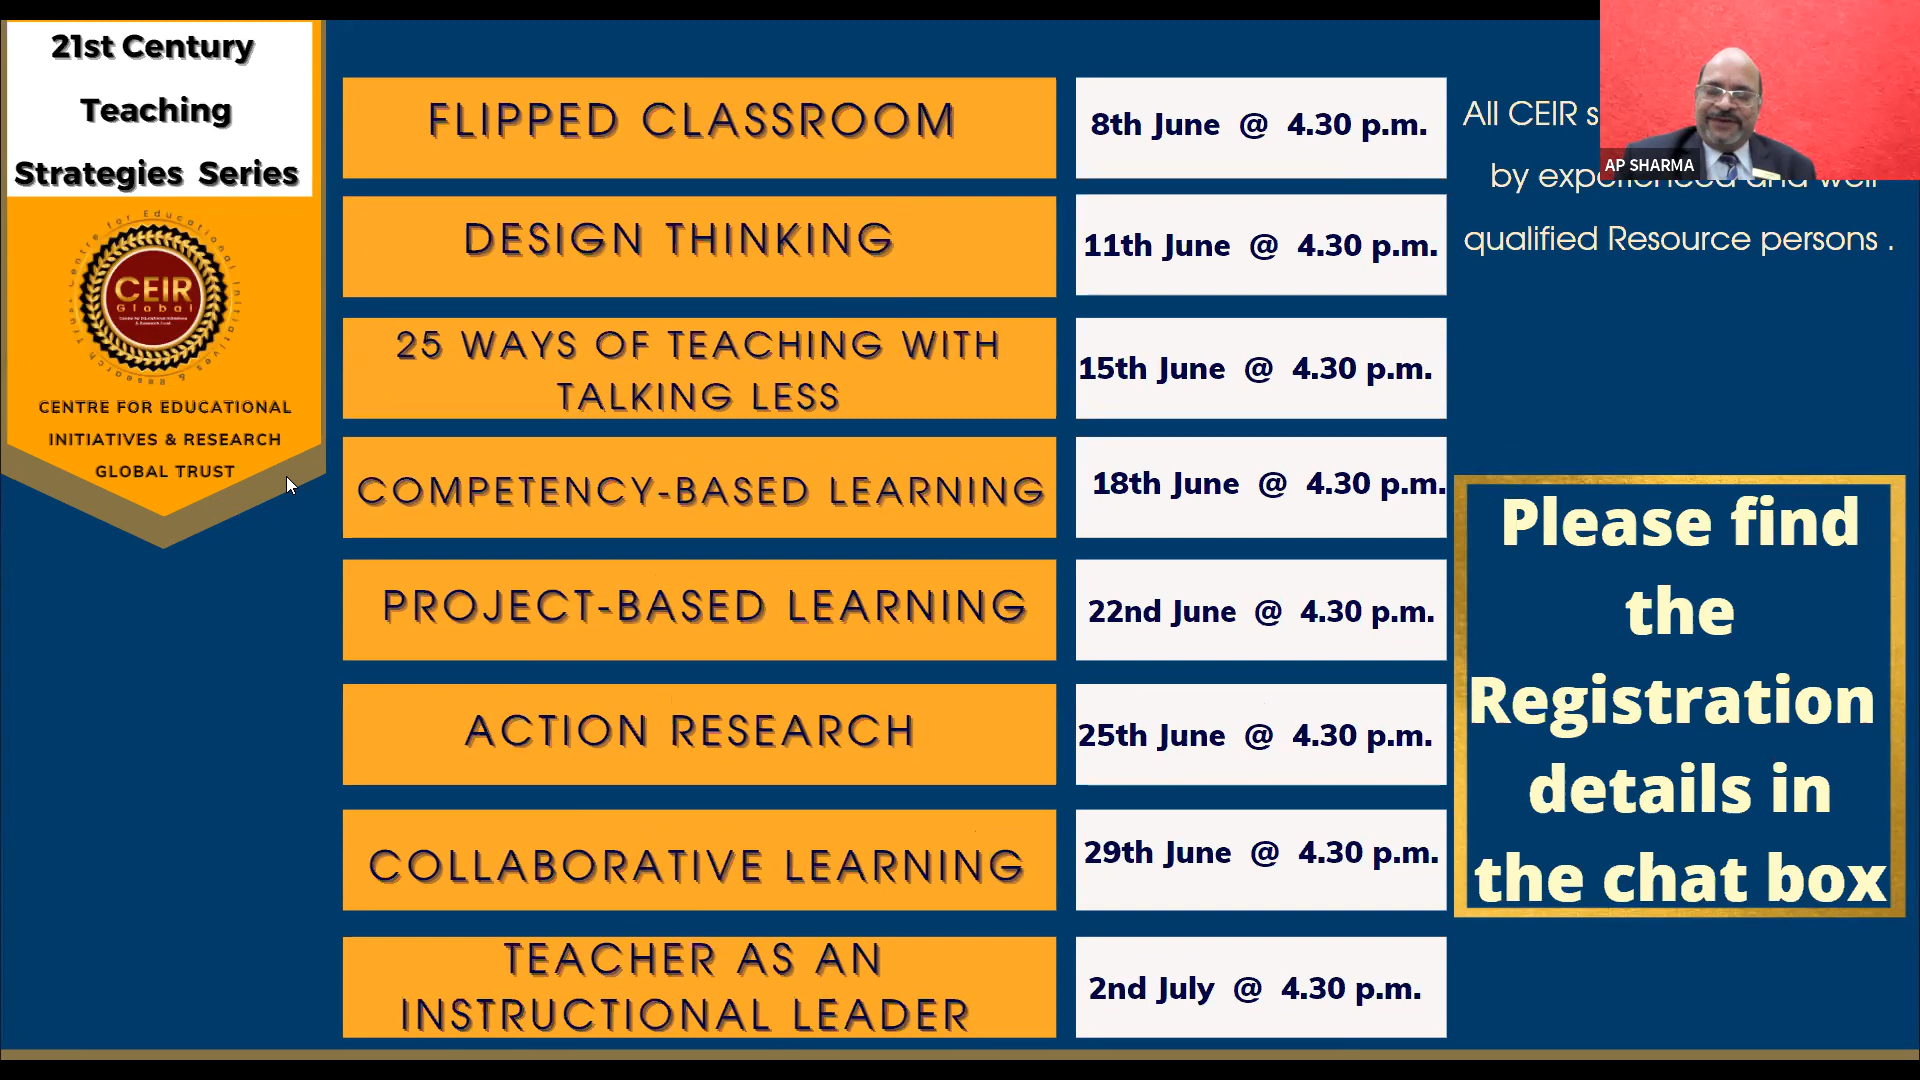 21st Century
Teaching
Strategies Series
CEIR
Global
CENTRE FOR EDUCATIONAL
INITIATIVES & RESEARCH
GLOBAL TRUST
FLIPPED CLASSROOM
8th June @ 4.30 p.m.
DESIGN THINKING
11th June @ 4.30 p.m.
25 WAYS OF TEACHING WITH
TALKING LESS
15th June @ 4.30 p.m.
COMPETENCY-BASED LEARNING
18th June @ 4.30 p.m.
PROJECT-BASED LEARNING
22nd June @ 4.30 p.m.
ACTION RESEARCH
25th June @ 4.30 p.m.
COLLABORATIVE LEARNING
29th June @ 4.30 p.m.
TEACHER AS AN
INSTRUCTIONAL LEADER
2nd July @ 4.30 p.m.
All CEIR
by experienced and well
qualified Resource persons .
AP SHARMA
Please find
the
Registration
details in
the chat box